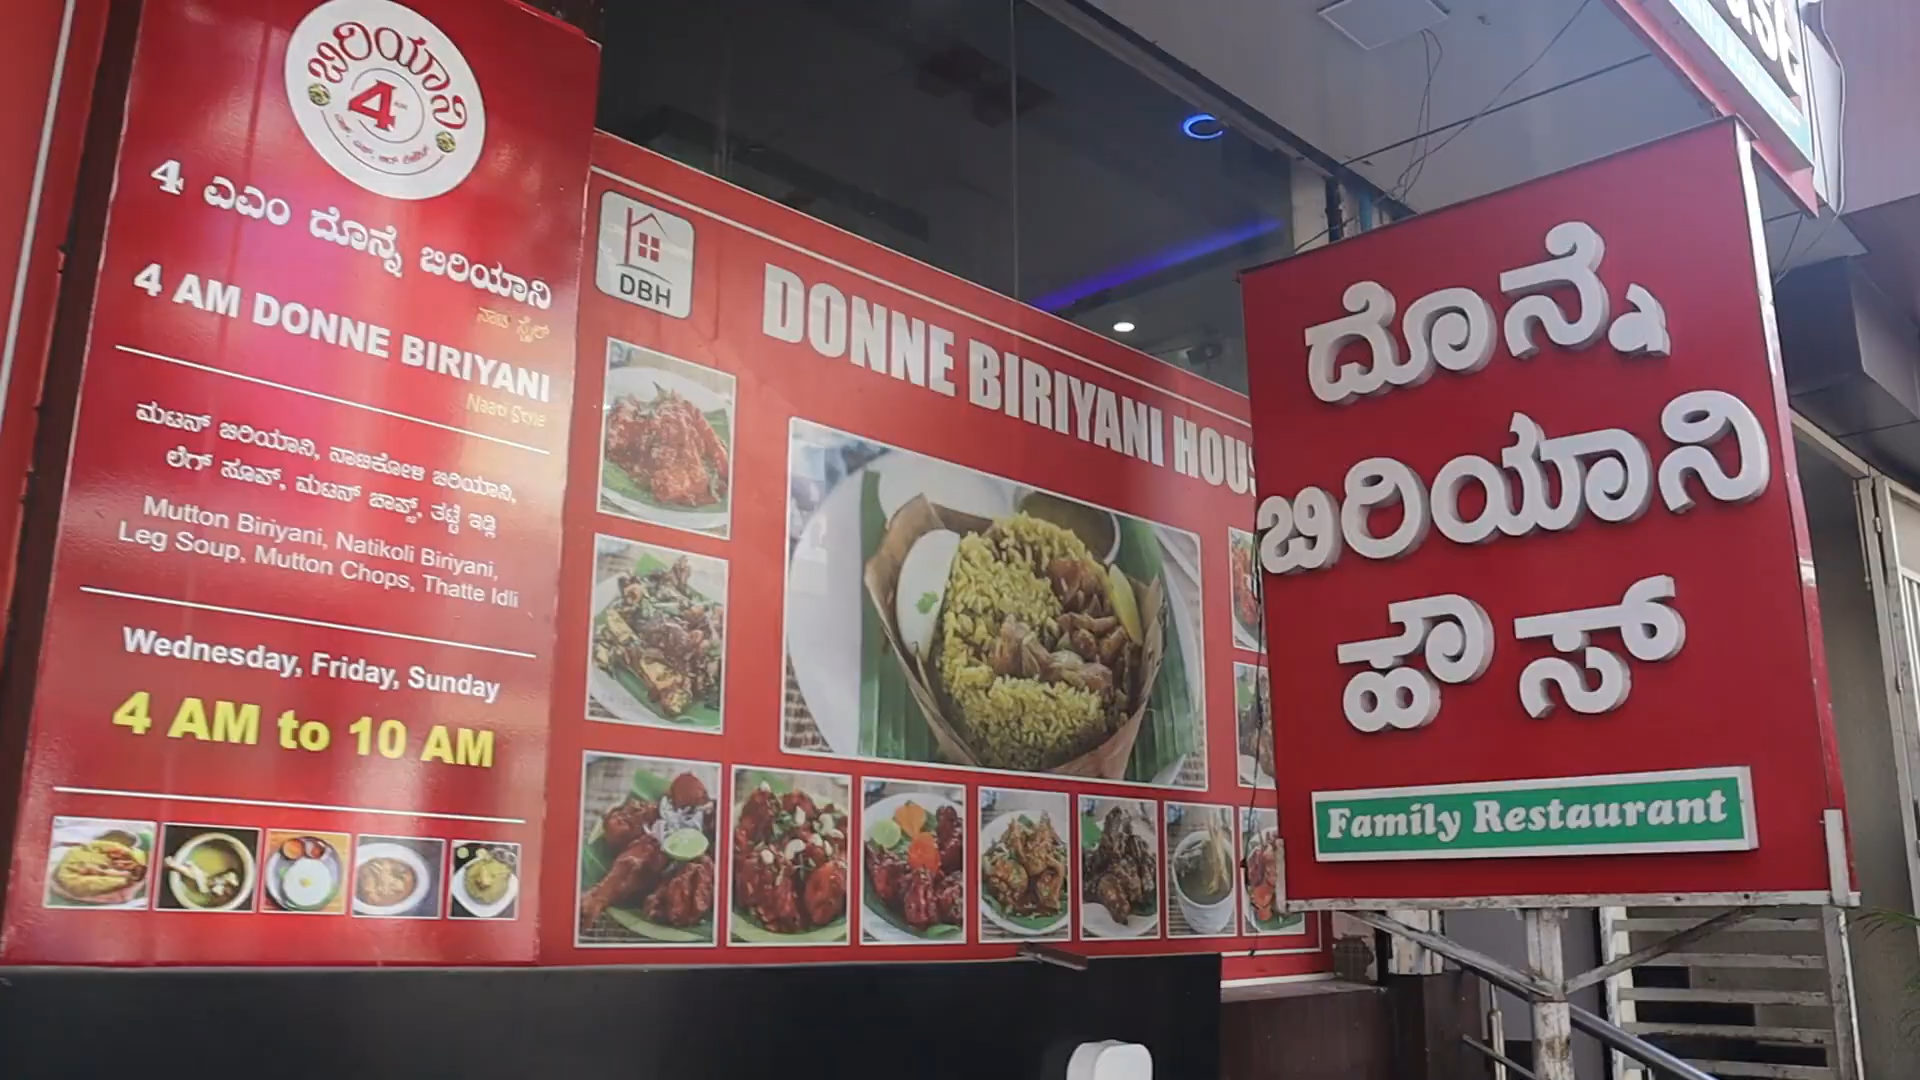 ಬಿರಿಯಾನಿ
4
AM
4 ಎಎಂ ದೊನ್ನೆ ಬಿರಿಯಾನಿ
ನಾಟಿ ಸ್ಟೈಲ್
4 AM DONNE BIRIYANI
ಮಟನ್ ಬಿರಿಯಾನಿ, ನಾಟಿಕೋಳಿ ಬಿರಿಯಾನಿ,
ಲೆಗ್ ಸೂಪ್, ಮಟನ್ ಚಾಪ್ಸ್, ತಟ್ಟೆ ಇಡ್ಲಿ
Mutton Biriyani, Natikoli Biriyani,
Leg Soup, Mutton Chops, Thatte Idli
Wednesday, Friday, Sunday
4 AM to 10 AM
DBH
DONNE BIRIYANI HOUS
ದೊನ್ನೆ
ಬಿರಿಯಾನಿ
ಹೌಸ್
Family Restaurant